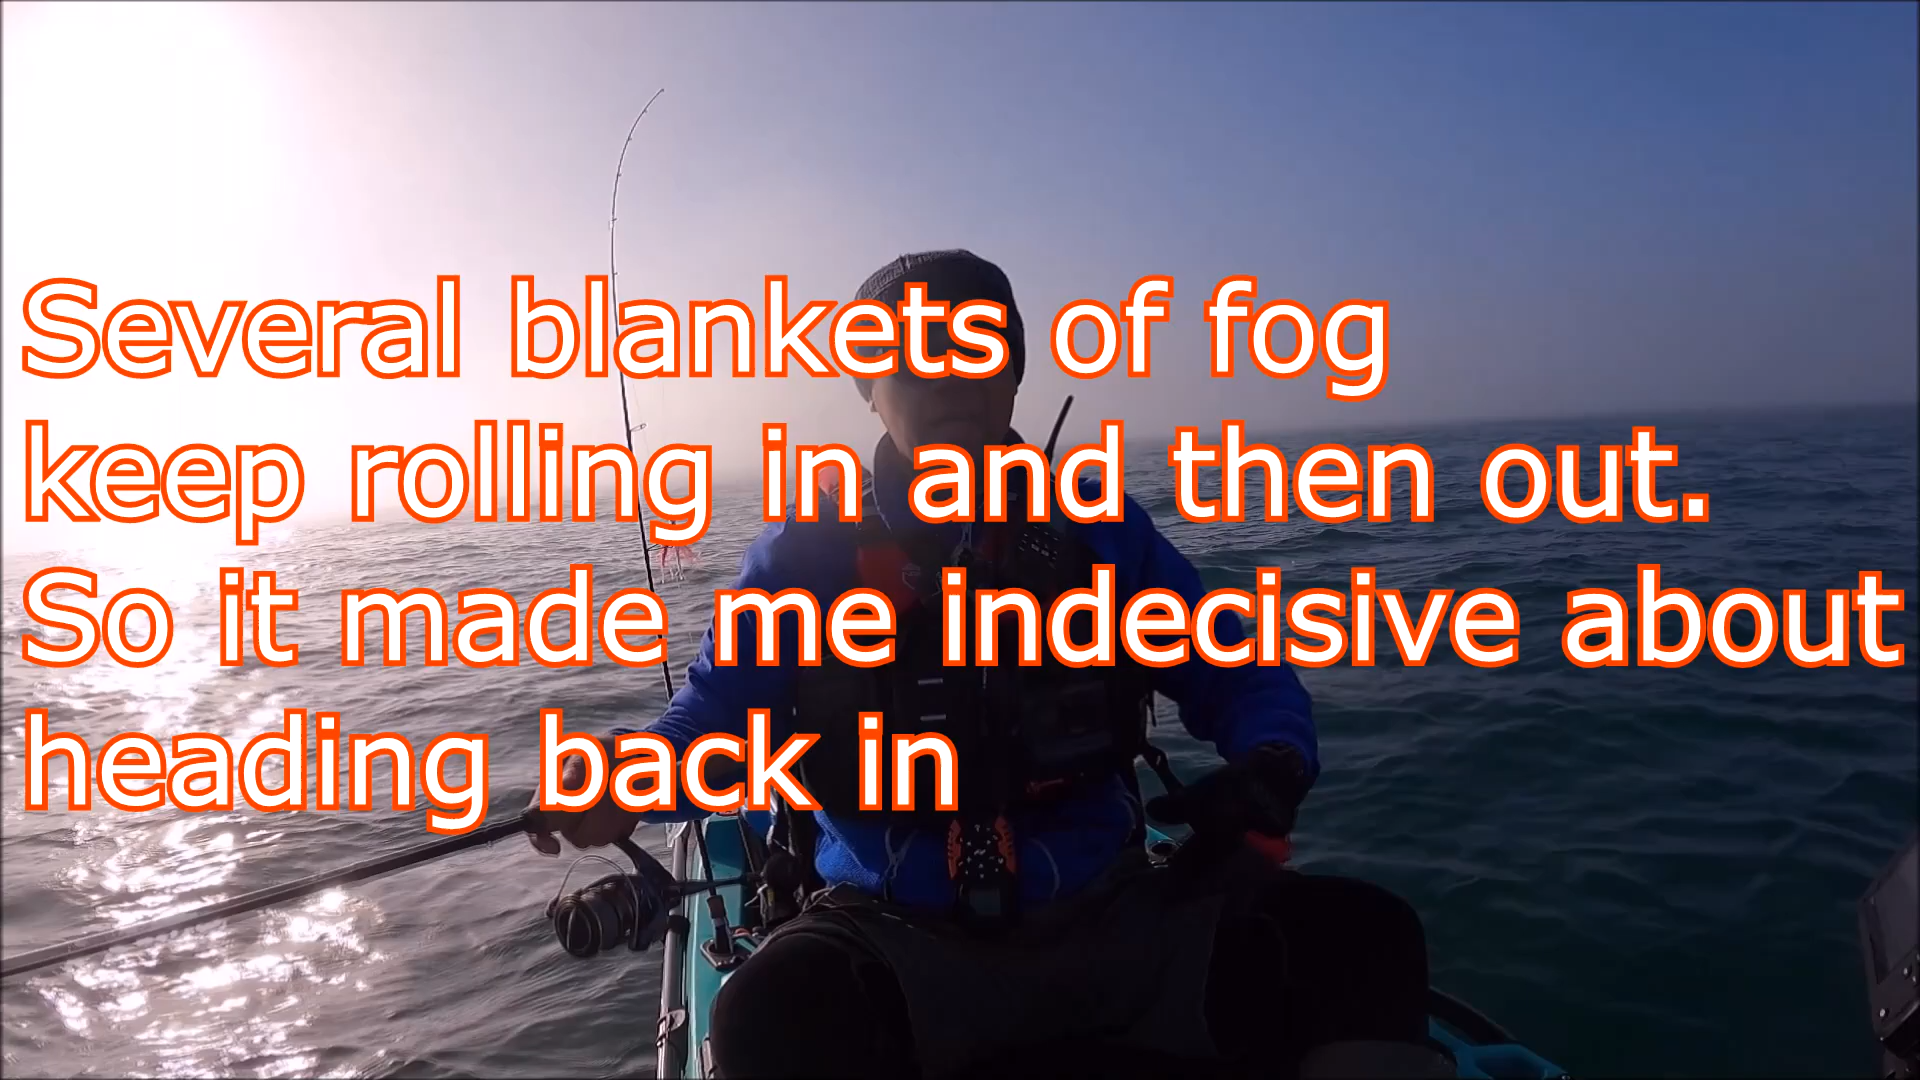 Several blankets of fog
keep rolling in and then out.
So it made me indecisive about
heading back in